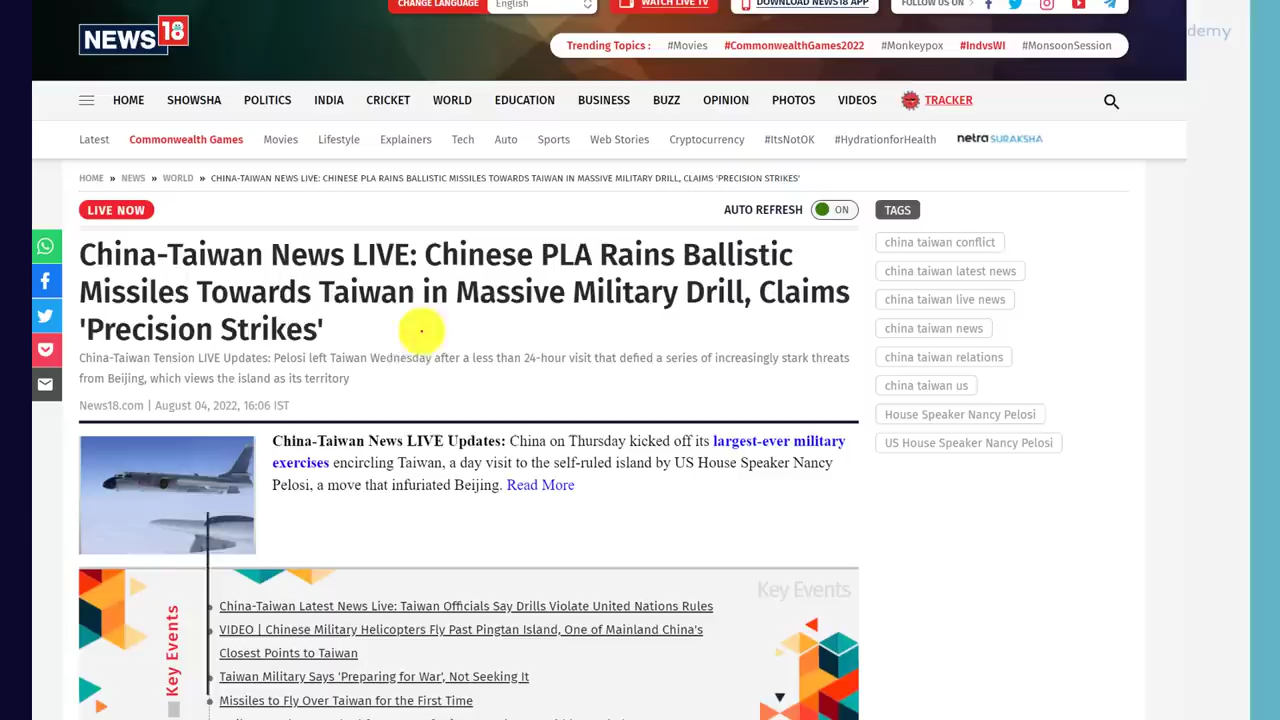 CHANGE LANGUAGE
English
WATCH LIVE TV
DOWNLOAD NEWS18 APP
FOLLOW US ON
NEWS 18
demy
Trending Topics : #Movies #CommonwealthGames2022 #Monkeypox #IndvsWI #MonsoonSession
HOME SHOWSHA POLITICS INDIA CRICKET WORLD EDUCATION BUSINESS BUZZ OPINION PHOTOS VIDEOS TRACKER
Latest Commonwealth Games Movies Lifestyle Explainers Tech Auto Sports Web Stories Cryptocurrency #ItsNotOK #HydrationforHealth netra SURAKSHA
HOME » NEWS » WORLD » CHINA-TAIWAN NEWS LIVE: CHINESE PLA RAINS BALLISTIC MISSILES TOWARDS TAIWAN IN MASSIVE MILITARY DRILL, CLAIMS 'PRECISION STRIKES'
LIVE NOW
AUTO REFRESH ON
China-Taiwan News LIVE: Chinese PLA Rains Ballistic
Missiles Towards Taiwan in Massive Military Drill, Claims
'Precision Strikes'
China-Taiwan Tension LIVE Updates: Pelosi left Taiwan Wednesday after a less than 24-hour visit that defied a series of increasingly stark threats
from Beijing, which views the island as its territory
News18.com | August 04, 2022, 16:06 IST
China-Taiwan News LIVE Updates: China on Thursday kicked off its largest-ever military
exercises encircling Taiwan, a day visit to the self-ruled island by US House Speaker Nancy
Pelosi, a move that infuriated Beijing. Read More
Key Events
Key Events
China-Taiwan Latest News Live: Taiwan Officials Say Drills Violate United Nations Rules
VIDEO | Chinese Military Helicopters Fly Past Pingtan Island, One of Mainland China's
Closest Points to Taiwan
Taiwan Military Says 'Preparing for War', Not Seeking It
Missiles to Fly Over Taiwan for the First Time
TAGS
china taiwan conflict
china taiwan latest news
china taiwan live news
china taiwan news
china taiwan relations
china taiwan us
House Speaker Nancy Pelosi
US House Speaker Nancy Pelosi